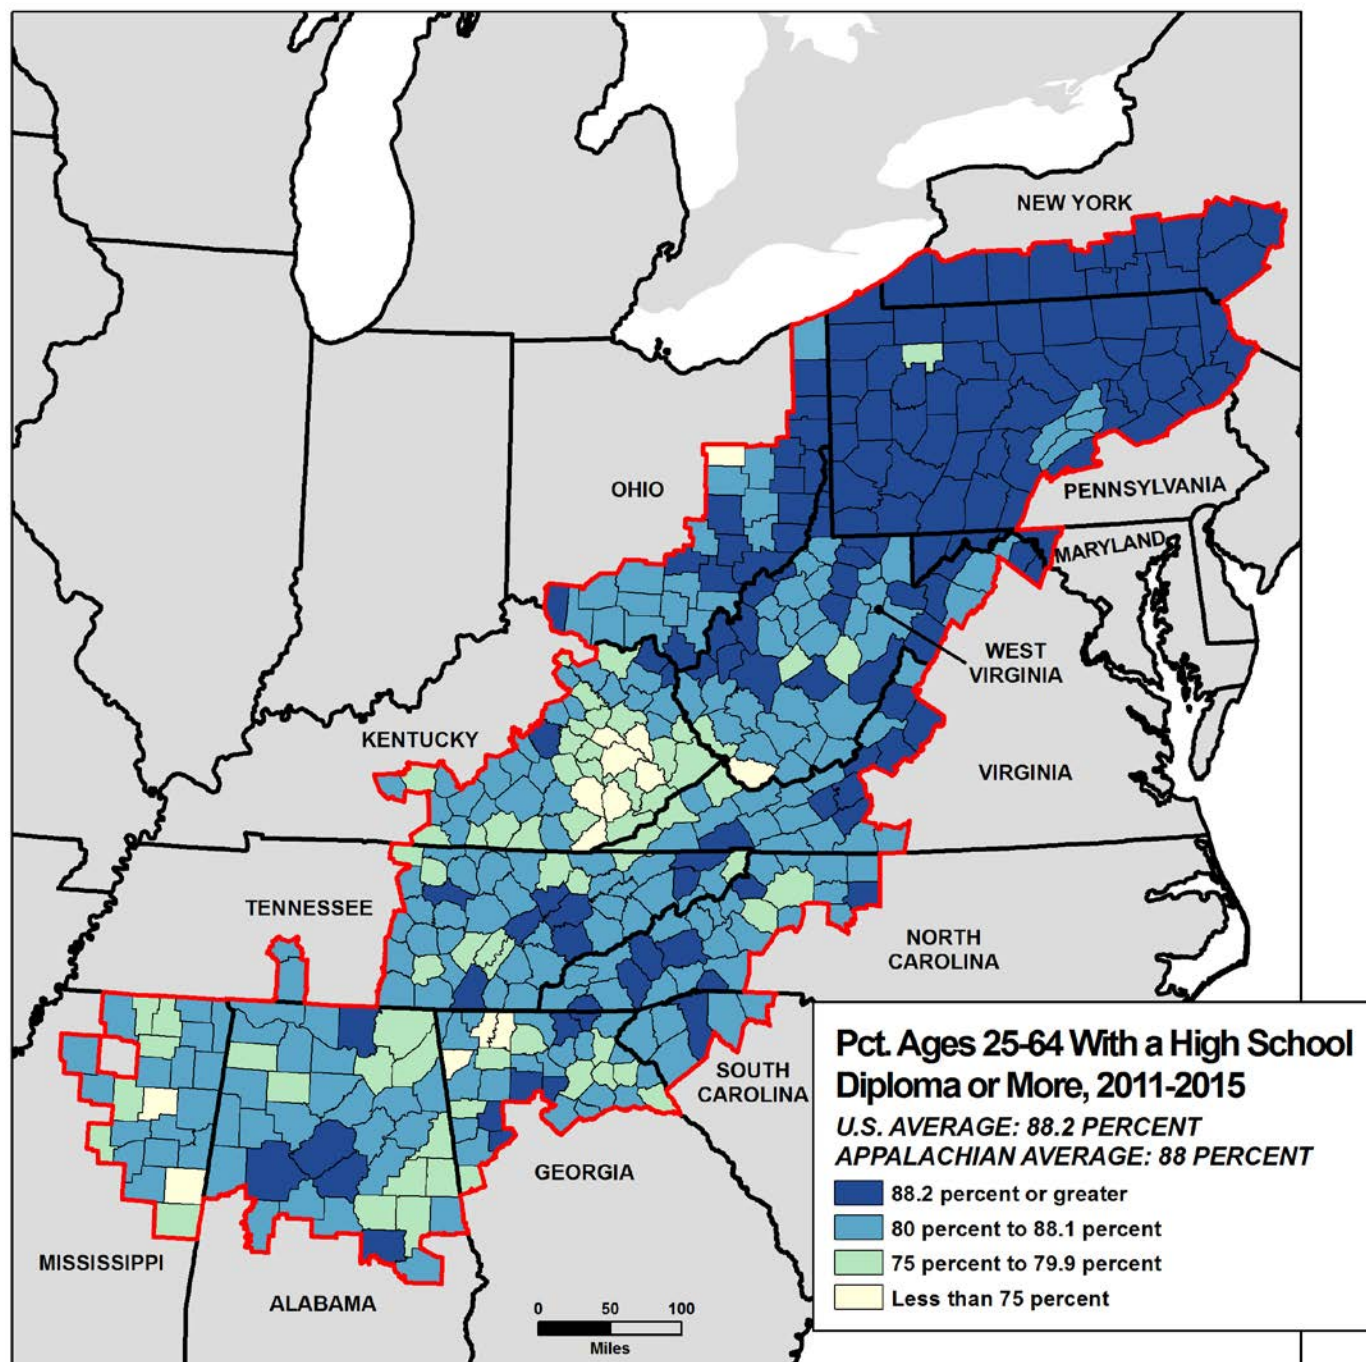 NEW YORK
OHIO
PENNSYLVANIA
MARYLAND
WEST
VIRGINIA
KENTUCKY
VIRGINIA
TENNESSEE
NORTH
CAROLINA
SOUTH
CAROLINA
GEORGIA
MISSISSIPPI
ALABAMA
0 50 100
Miles
Pct. Ages 25-64 With a High School
Diploma or More, 2011-2015
U.S. AVERAGE: 88.2 PERCENT
APPALACHIAN AVERAGE: 88 PERCENT
88.2 percent or greater
80 percent to 88.1 percent
75 percent to 79.9 percent
Less than 75 percent